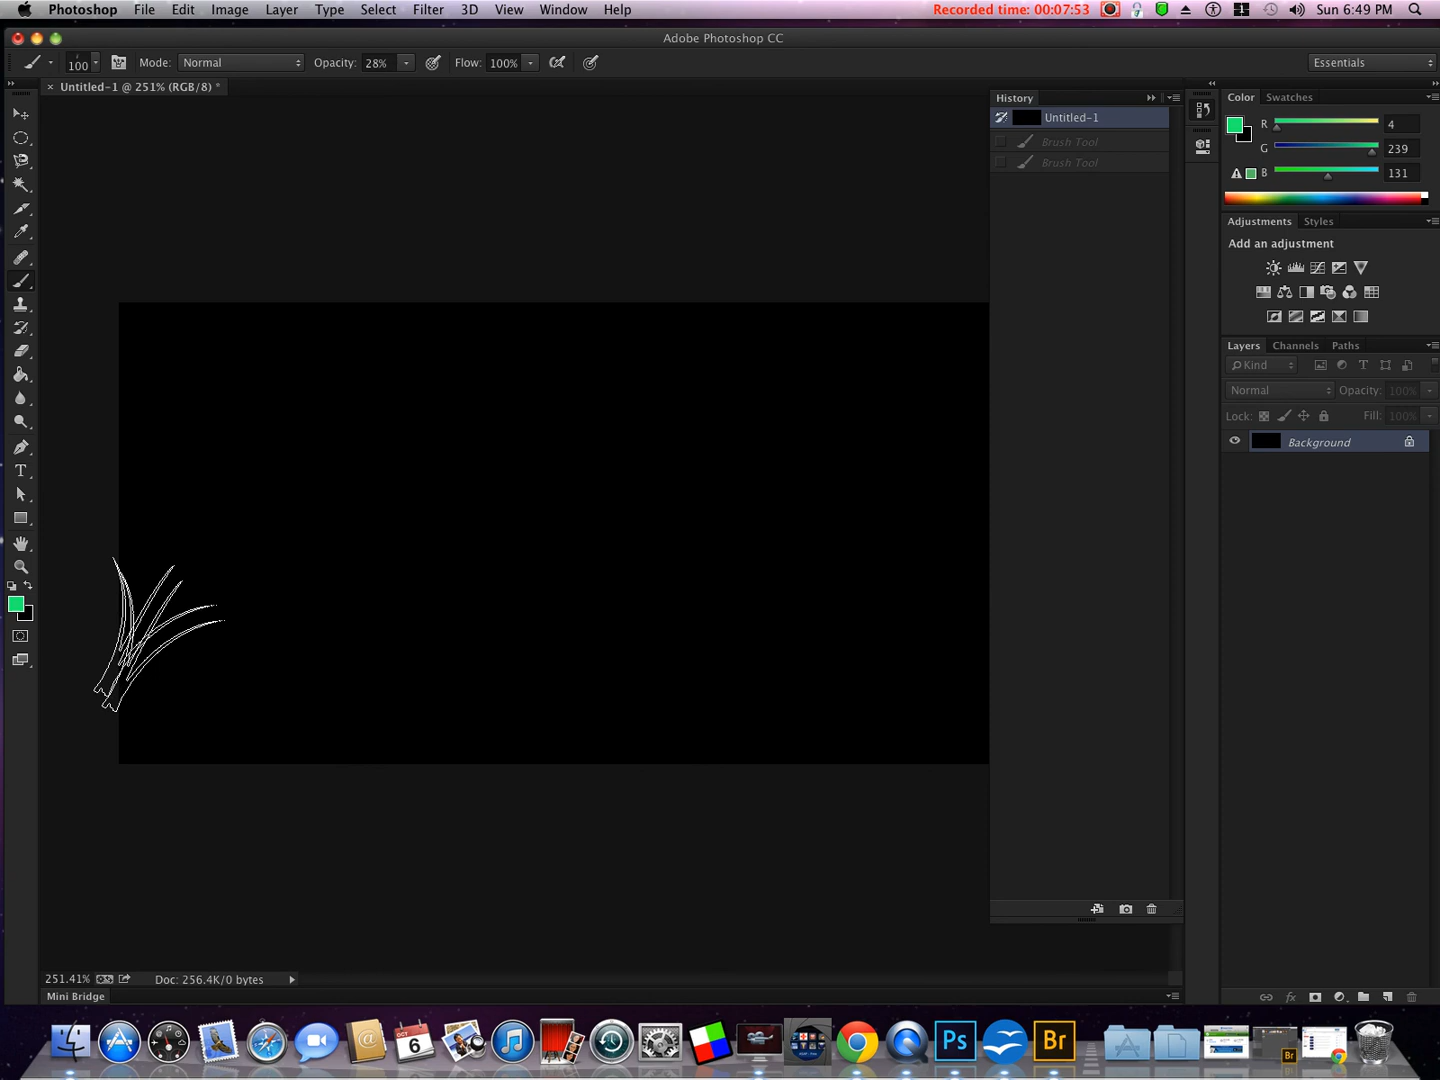 Photoshop File Edit Image Layer Type Select Filter 3D View Window Help Recorded time: 00:07:53 Sun 6:49 PM
Adobe Photoshop CC
100 Mode: Normal Opacity: 28% Flow: 100% Essentials
Untitled-1 @ 251% (RGB/8) *
History
Untitled-1
Brush Tool
Brush Tool
Color Swatches
R 4
G 239
B 131
Adjustments Styles
Add an adjustment
Layers Channels Paths
Kind
Normal Opacity: 100%
Lock: Fill: 100%
Background
fx
251.41% Doc: 256.4K/0 bytes
Mini Bridge
OCT
6
Ps
Br
Br